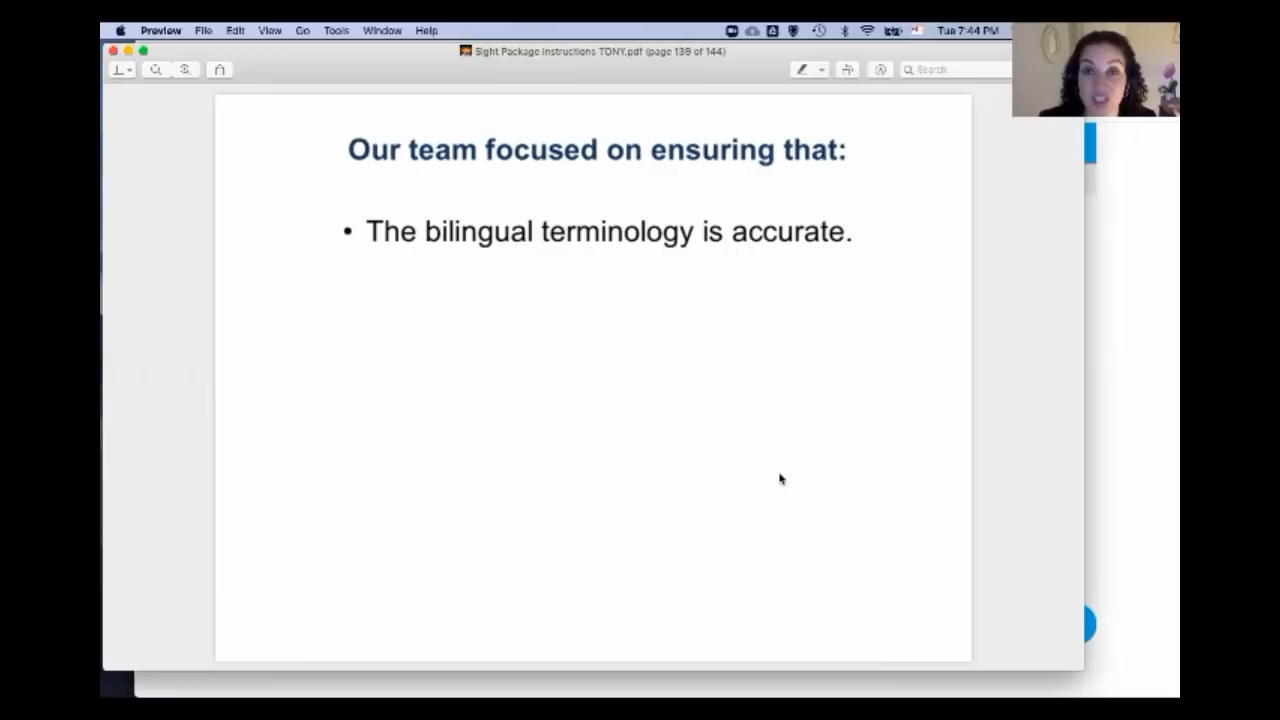 Preview File Edit View Go Tools Window Help Tue 7:44 PM
Sight Package Instructions TONY.pdf (page 139 of 144)
Search
Our team focused on ensuring that:
• The bilingual terminology is accurate.